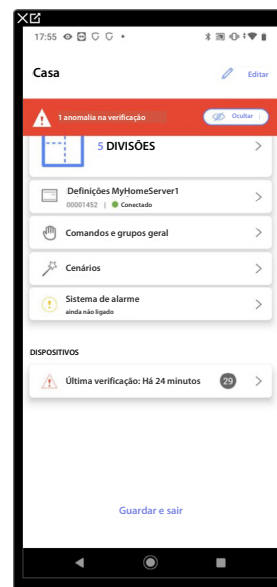 17:55
Casa
Editar
1 anomalia na verificação
Ocultar
5 DIVISÕES
Definições MyHomeServer1
00001452 | Conectado
Comandos e grupos geral
Cenários
Sistema de alarme
ainda não ligado
DISPOSITIVOS
Última verificação: Há 24 minutos
29
Guardar e sair